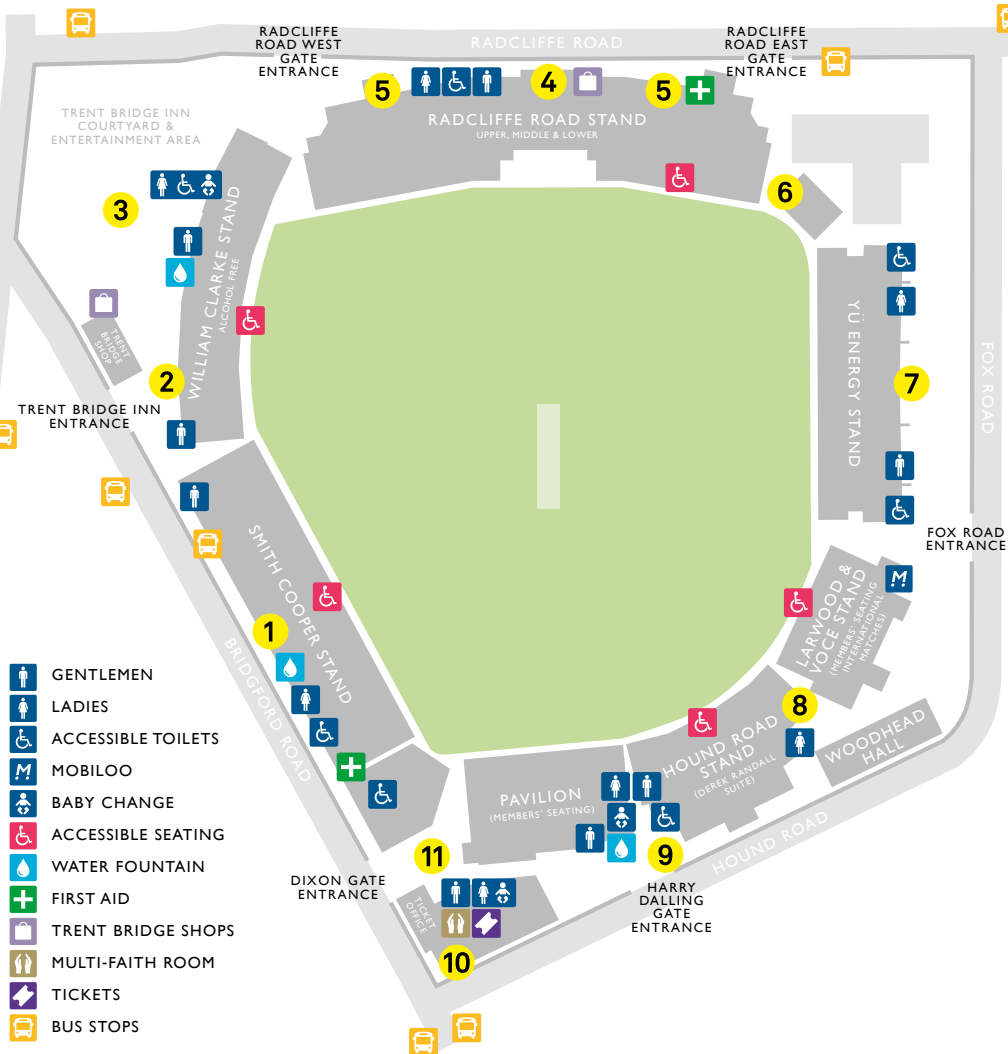 RADCLIFFE
ROAD WEST
GATE
ENTRANCE
RADCLIFFE ROAD
RADCLIFFE
ROAD EAST
GATE
ENTRANCE
5
4
5
TRENT BRIDGE INN
COURTYARD &
ENTERTAINMENT AREA
RADCLIFFE ROAD STAND
UPPER, MIDDLE & LOWER
3
6
WILLIAM CLARKE STAND
ALCOHOL FREE
TRENT
BRIDGE
SHOP
2
TRENT BRIDGE INN
ENTRANCE
YÜ ENERGY STAND
7
FOX ROAD
FOX ROAD
ENTRANCE
SMITH COOPER STAND
1
BRIDGFORD ROAD
LARWOOD &
VOCE STAND
(MEMBERS' SEATING
INTERNATIONAL
MATCHES)
M
8
HOUND ROAD
STAND
(DEREK RANDALL
SUITE)
WOODHEAD
HALL
PAVILION
(MEMBERS' SEATING)
HOUND ROAD
11
9
DIXON GATE
ENTRANCE
HARRY
DALLING
GATE
ENTRANCE
TICKET
OFFICE
10
GENTLEMEN
LADIES
ACCESSIBLE TOILETS
M
MOBILOO
BABY CHANGE
ACCESSIBLE SEATING
WATER FOUNTAIN
FIRST AID
TRENT BRIDGE SHOPS
MULTI-FAITH ROOM
TICKETS
BUS STOPS